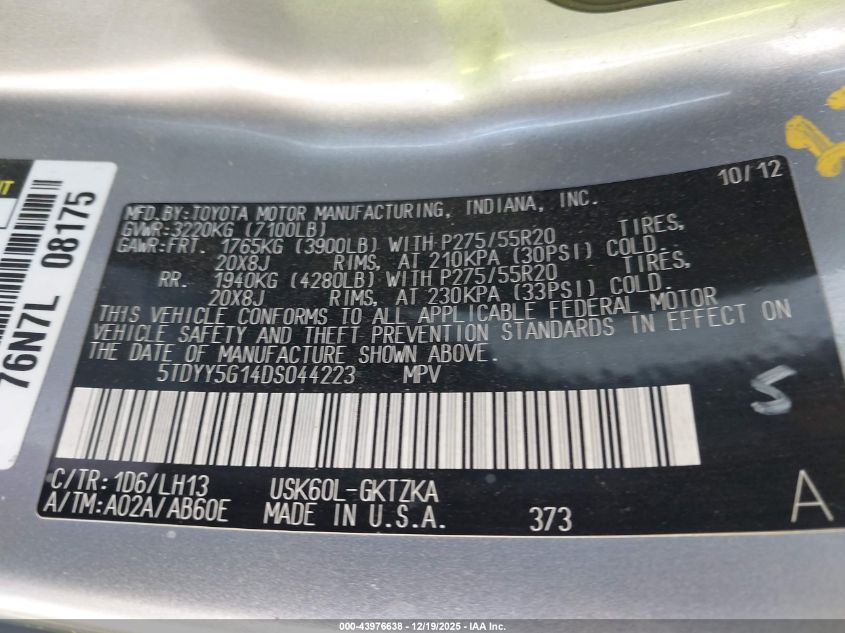 10/12
MFD.BY:TOYOTA MOTOR MANUFACTURING, INDIANA, INC.
GVWR:3220KG (7100LB)
GAWR:FRT. 1765KG (3900LB) WITH P275/55R20 TIRES,
20X8J RIMS, AT 210KPA (30PSI) COLD.
RR. 1940KG (4280LB) WITH P275/55R20 TIRES,
20X8J RIMS, AT 230KPA (33PSI) COLD.
THIS VEHICLE CONFORMS TO ALL APPLICABLE FEDERAL MOTOR
VEHICLE SAFETY AND THEFT PREVENTION STANDARDS IN EFFECT ON
THE DATE OF MANUFACTURE SHOWN ABOVE.
5TDYY5G14DS044223 MPV
C/TR: 1D6/LH13 USK60L-GKTZKA
A/TM:A02A/AB60E MADE IN U.S.A. 373 A
76N7L 08175
S
000-43976638 - 12/19/2025 - IAA Inc.